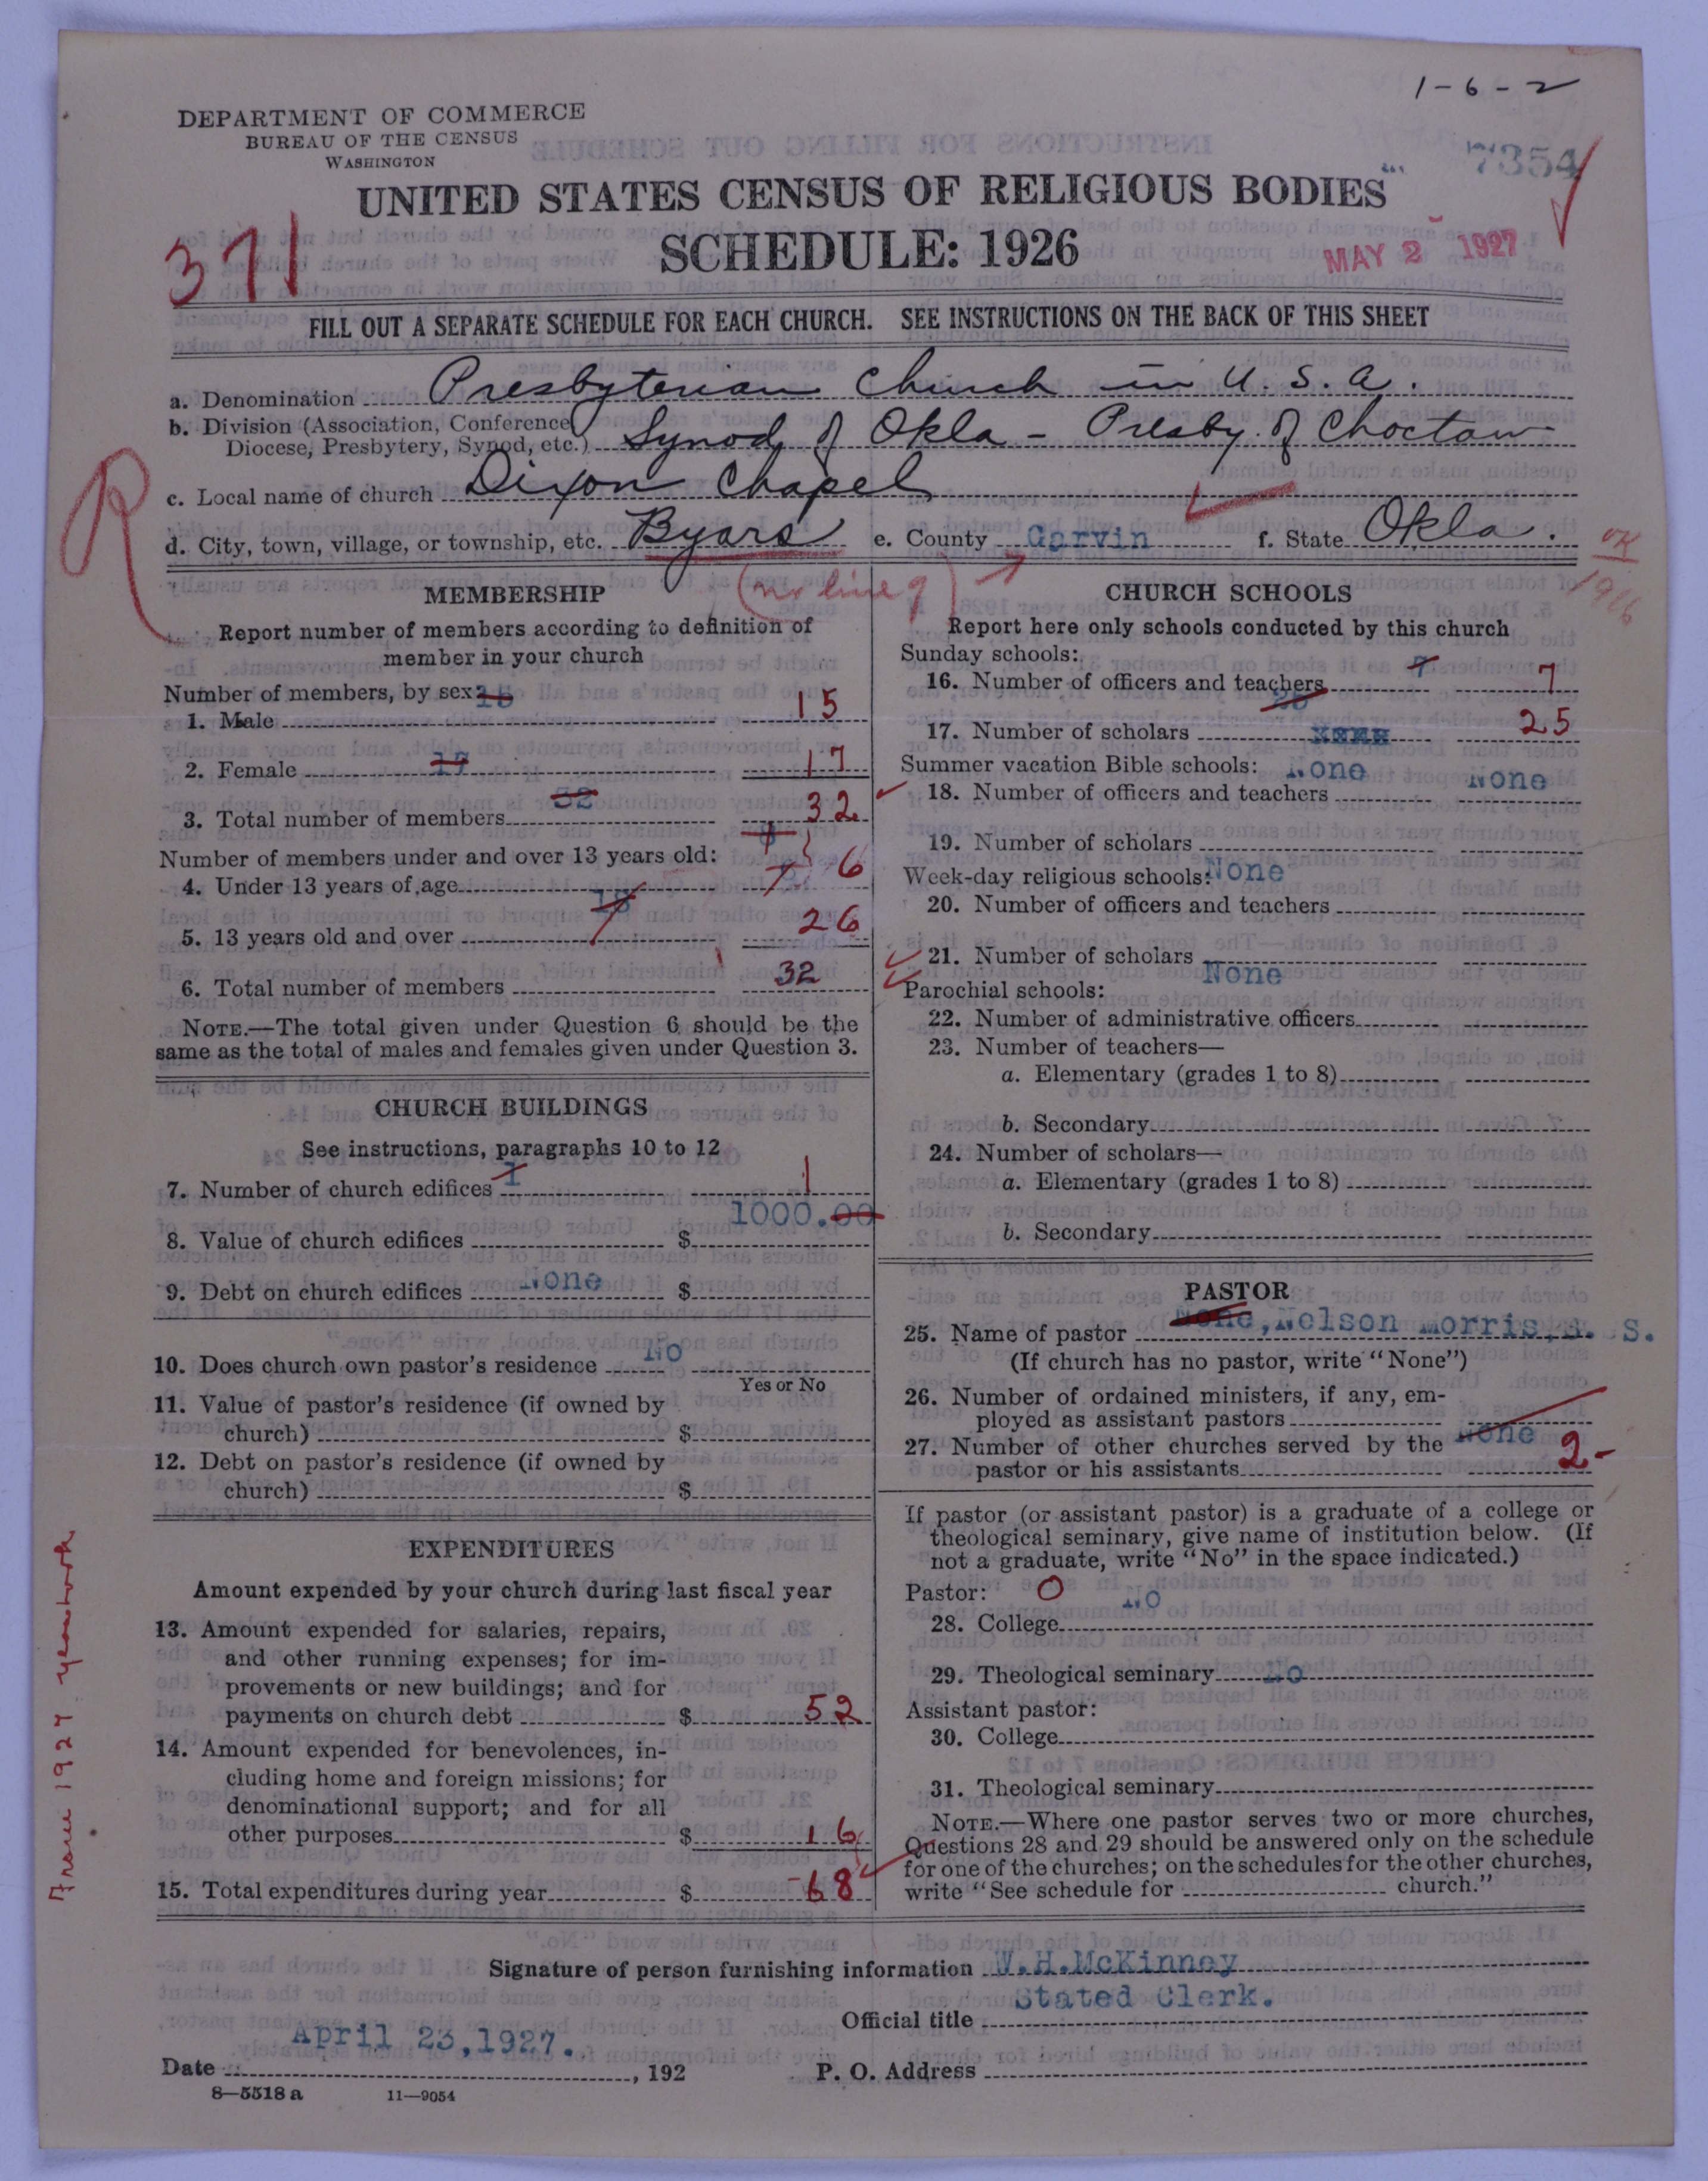 1-6-2
DEPARTMENT OF COMMERCE
BUREAU OF THE CENSUS
WASHINGTON
7354
UNITED STATES CENSUS OF RELIGIOUS BODIES
371
SCHEDULE: 1926
MAY 2 1927
FILL OUT A SEPARATE SCHEDULE FOR EACH CHURCH. SEE INSTRUCTIONS ON THE BACK OF THIS SHEET
a. Denomination Presbyterian Church in U.S.A.
b. Division (Association, Conference
Diocese, Presbytery, Synod, etc.) Synod of Okla - Presby. of Choctaw
R
c. Local name of church Dixon Chapel
d. City, town, village, or township, etc. Byars e. County Garvin f. State Okla.
OK
1916
(no line?)
MEMBERSHIP
Report number of members according to definition of
member in your church
Number of members, by sex: 15
1. Male 15
2. Female 17 17
32
3. Total number of members 32
Number of members under and over 13 years old:
4. Under 13 years of age 6
5. 13 years old and over 26
6. Total number of members 32
NOTE.—The total given under Question 6 should be the
same as the total of males and females given under Question 3.
CHURCH BUILDINGS
See instructions, paragraphs 10 to 12
7. Number of church edifices 1 1
8. Value of church edifices $ 1000.00
9. Debt on church edifices None $
10. Does church own pastor's residence No
Yes or No
11. Value of pastor's residence (if owned by
church) $
12. Debt on pastor's residence (if owned by
church) $
EXPENDITURES
Amount expended by your church during last fiscal year
13. Amount expended for salaries, repairs,
and other running expenses; for im-
provements or new buildings; and for
payments on church debt $ 52
14. Amount expended for benevolences, in-
cluding home and foreign missions; for
denominational support; and for all
other purposes $ 16
15. Total expenditures during year $ 68
From 1927 yearbook
CHURCH SCHOOLS
Report here only schools conducted by this church
Sunday schools:
16. Number of officers and teachers 7 7
25
17. Number of scholars xxxx 25
Summer vacation Bible schools: None None
18. Number of officers and teachers
19. Number of scholars
Week-day religious schools: None
20. Number of officers and teachers
21. Number of scholars
None
Parochial schools:
22. Number of administrative officers
23. Number of teachers—
a. Elementary (grades 1 to 8)
b. Secondary
24. Number of scholars—
a. Elementary (grades 1 to 8)
b. Secondary
PASTOR
25. Name of pastor None, Nelson Morris, S. S.
(If church has no pastor, write "None")
26. Number of ordained ministers, if any, em-
ployed as assistant pastors
None
27. Number of other churches served by the
pastor or his assistants 2-
If pastor (or assistant pastor) is a graduate of a college or
theological seminary, give name of institution below. (If
not a graduate, write "No" in the space indicated.)
Pastor: O No
28. College
29. Theological seminary No
Assistant pastor:
30. College
31. Theological seminary
NOTE.—Where one pastor serves two or more churches,
Questions 28 and 29 should be answered only on the schedule
for one of the churches; on the schedules for the other churches,
write "See schedule for church."
Signature of person furnishing information W.H.McKinney
Stated Clerk.
Official title
April 23,1927.
Date , 192 P. O. Address
8—5518 a 11—9054